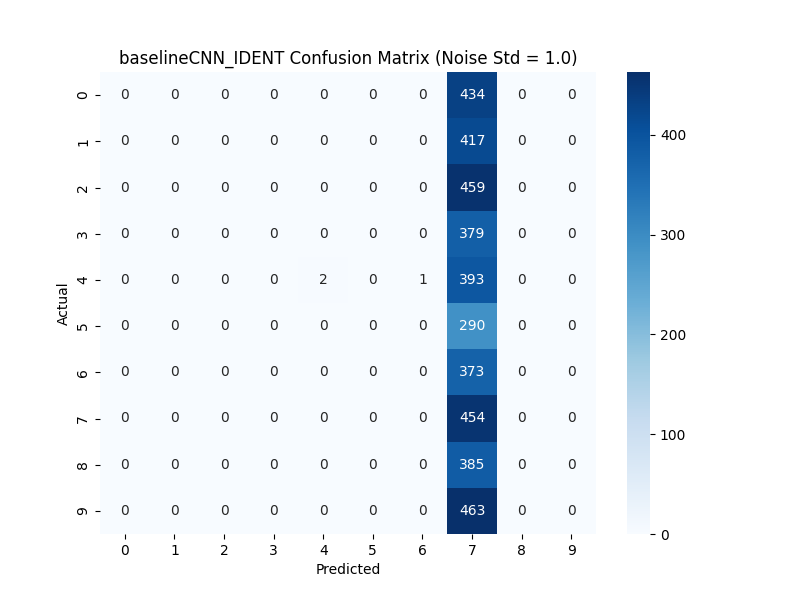 baselineCNN_IDENT Confusion Matrix (Noise Std = 1.0)
0 0 0 0 0 0 0 0 434 0 0
1 0 0 0 0 0 0 0 417 0 0
2 0 0 0 0 0 0 0 459 0 0
3 0 0 0 0 0 0 0 379 0 0
4 0 0 0 0 2 0 1 393 0 0
5 0 0 0 0 0 0 0 290 0 0
6 0 0 0 0 0 0 0 373 0 0
7 0 0 0 0 0 0 0 454 0 0
8 0 0 0 0 0 0 0 385 0 0
9 0 0 0 0 0 0 0 463 0 0
0 1 2 3 4 5 6 7 8 9
Predicted
Actual
400
300
200
100
0